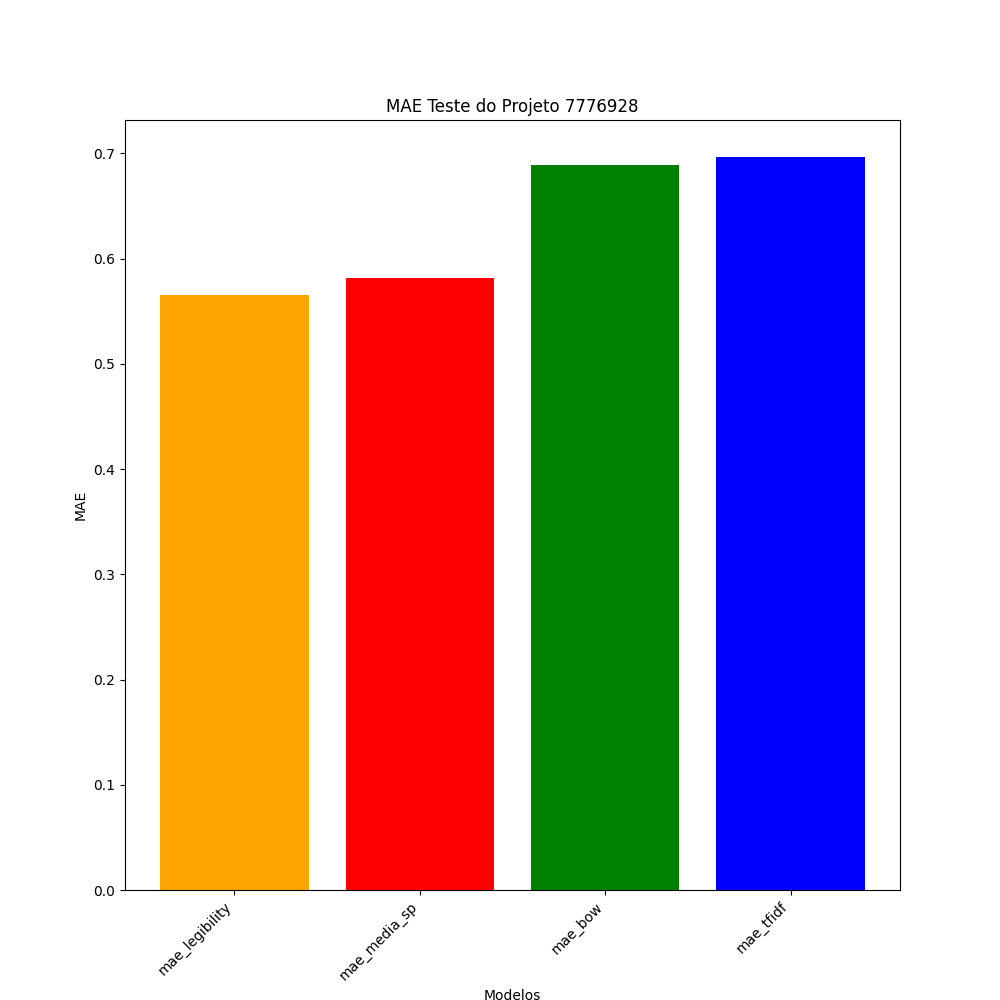 MAE Teste do Projeto 7776928
0.7
0.6
0.5
0.4
0.3
0.2
0.1
0.0
MAE
mae_legibility
mae_media_sp
mae_bow
mae_tfidf
Modelos